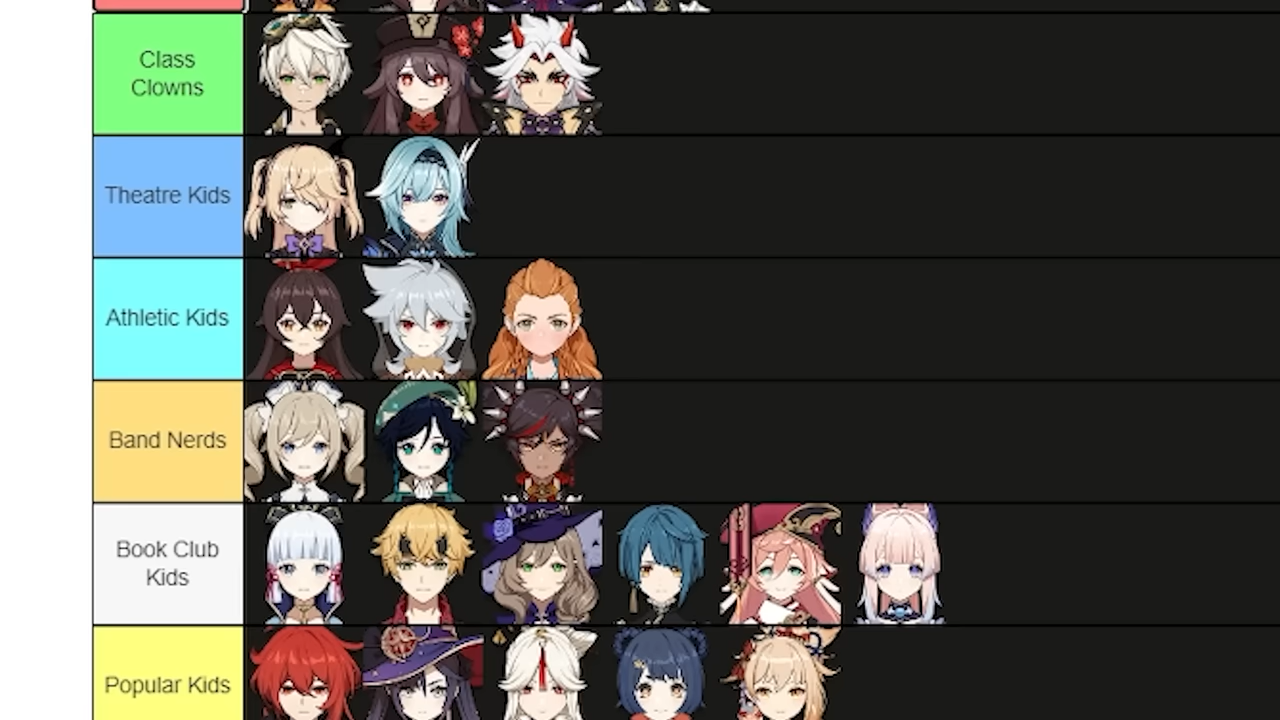 Class
Clowns
Theatre Kids
Athletic Kids
Band Nerds
Book Club
Kids
Popular Kids